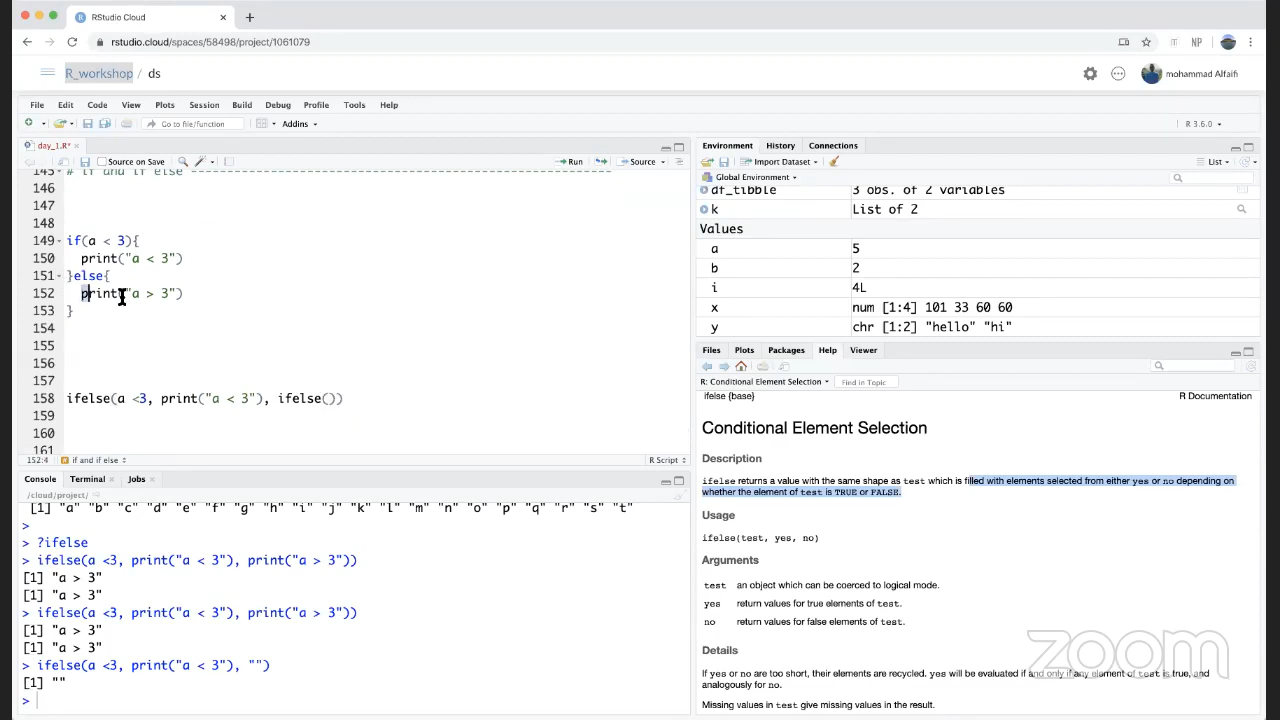 RStudio Cloud
rstudio.cloud/spaces/58498/project/1061079
NP
R_workshop / ds
mohammad Alfaifi
File Edit Code View Plots Session Build Debug Profile Tools Help
Go to file/function
Addins
R 3.6.0
day_1.R*
Source on Save
Run
Source
145 # if and if else ----------------------------------------------------------
146
147
148
149 if(a < 3){
150 print("a < 3")
151 }else{
152 print("a > 3")
153 }
154
155
156
157
158 ifelse(a <3, print("a < 3"), ifelse())
159
160
161
152:4 if and if else
R Script
Console Terminal Jobs
/cloud/project/
[1] "a" "b" "c" "d" "e" "f" "g" "h" "i" "j" "k" "l" "m" "n" "o" "p" "q" "r" "s" "t"
>
> ?ifelse
> ifelse(a <3, print("a < 3"), print("a > 3"))
[1] "a > 3"
[1] "a > 3"
> ifelse(a <3, print("a < 3"), print("a > 3"))
[1] "a > 3"
[1] "a > 3"
> ifelse(a <3, print("a < 3"), "")
[1] ""
>
Environment History Connections
Import Dataset
List
Global Environment
df_tibble 3 obs. of 2 variables
k List of 2
Values
a 5
b 2
i 4L
x num [1:4] 101 33 60 60
y chr [1:2] "hello" "hi"
Files Plots Packages Help Viewer
R: Conditional Element Selection
Find in Topic
ifelse {base} R Documentation
Conditional Element Selection
Description
ifelse returns a value with the same shape as test which is filled with elements selected from either yes or no depending on
whether the element of test is TRUE or FALSE.
Usage
ifelse(test, yes, no)
Arguments
test an object which can be coerced to logical mode.
yes return values for true elements of test.
no return values for false elements of test.
Details
If yes or no are too short, their elements are recycled. yes will be evaluated if and only if any element of test is true, and
analogously for no.
Missing values in test give missing values in the result.
zoom